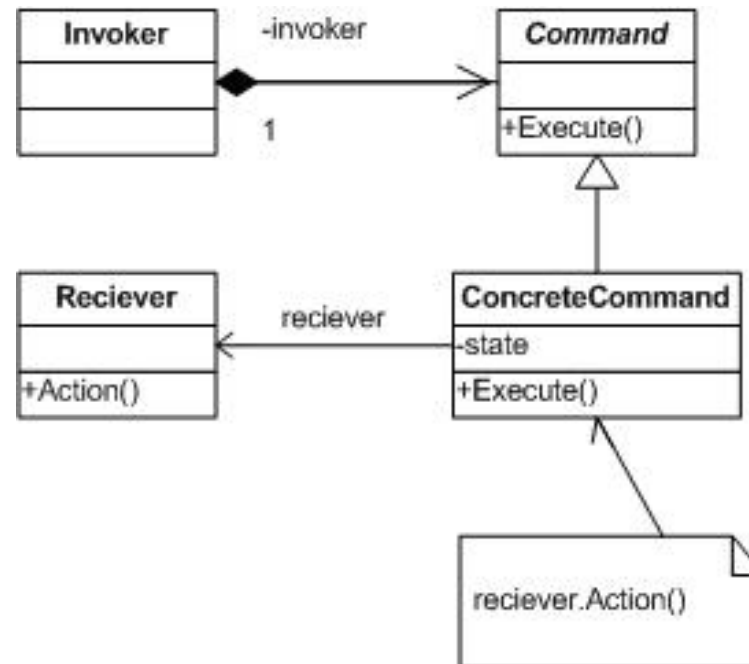 Invoker
-invoker
1
Command
+Execute()
Reciever
+Action()
reciever
ConcreteCommand
-state
+Execute()
reciever.Action()